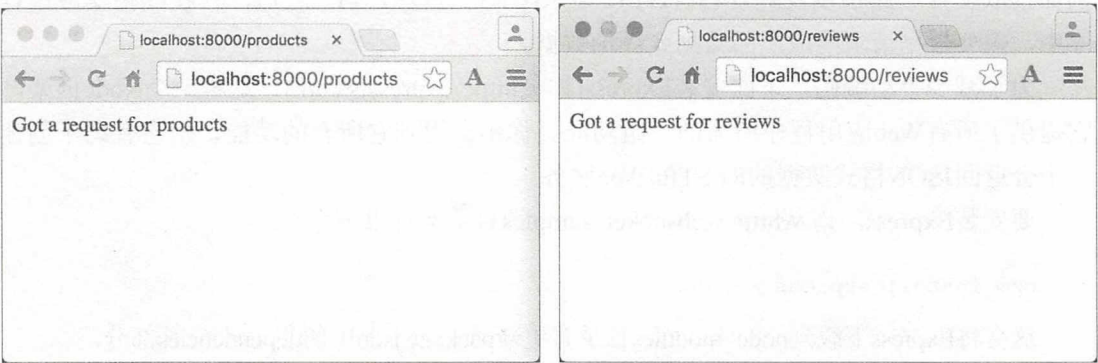 localhost:8000/products ×
localhost:8000/products A
Got a request for products
localhost:8000/reviews ×
localhost:8000/reviews A
Got a request for reviews